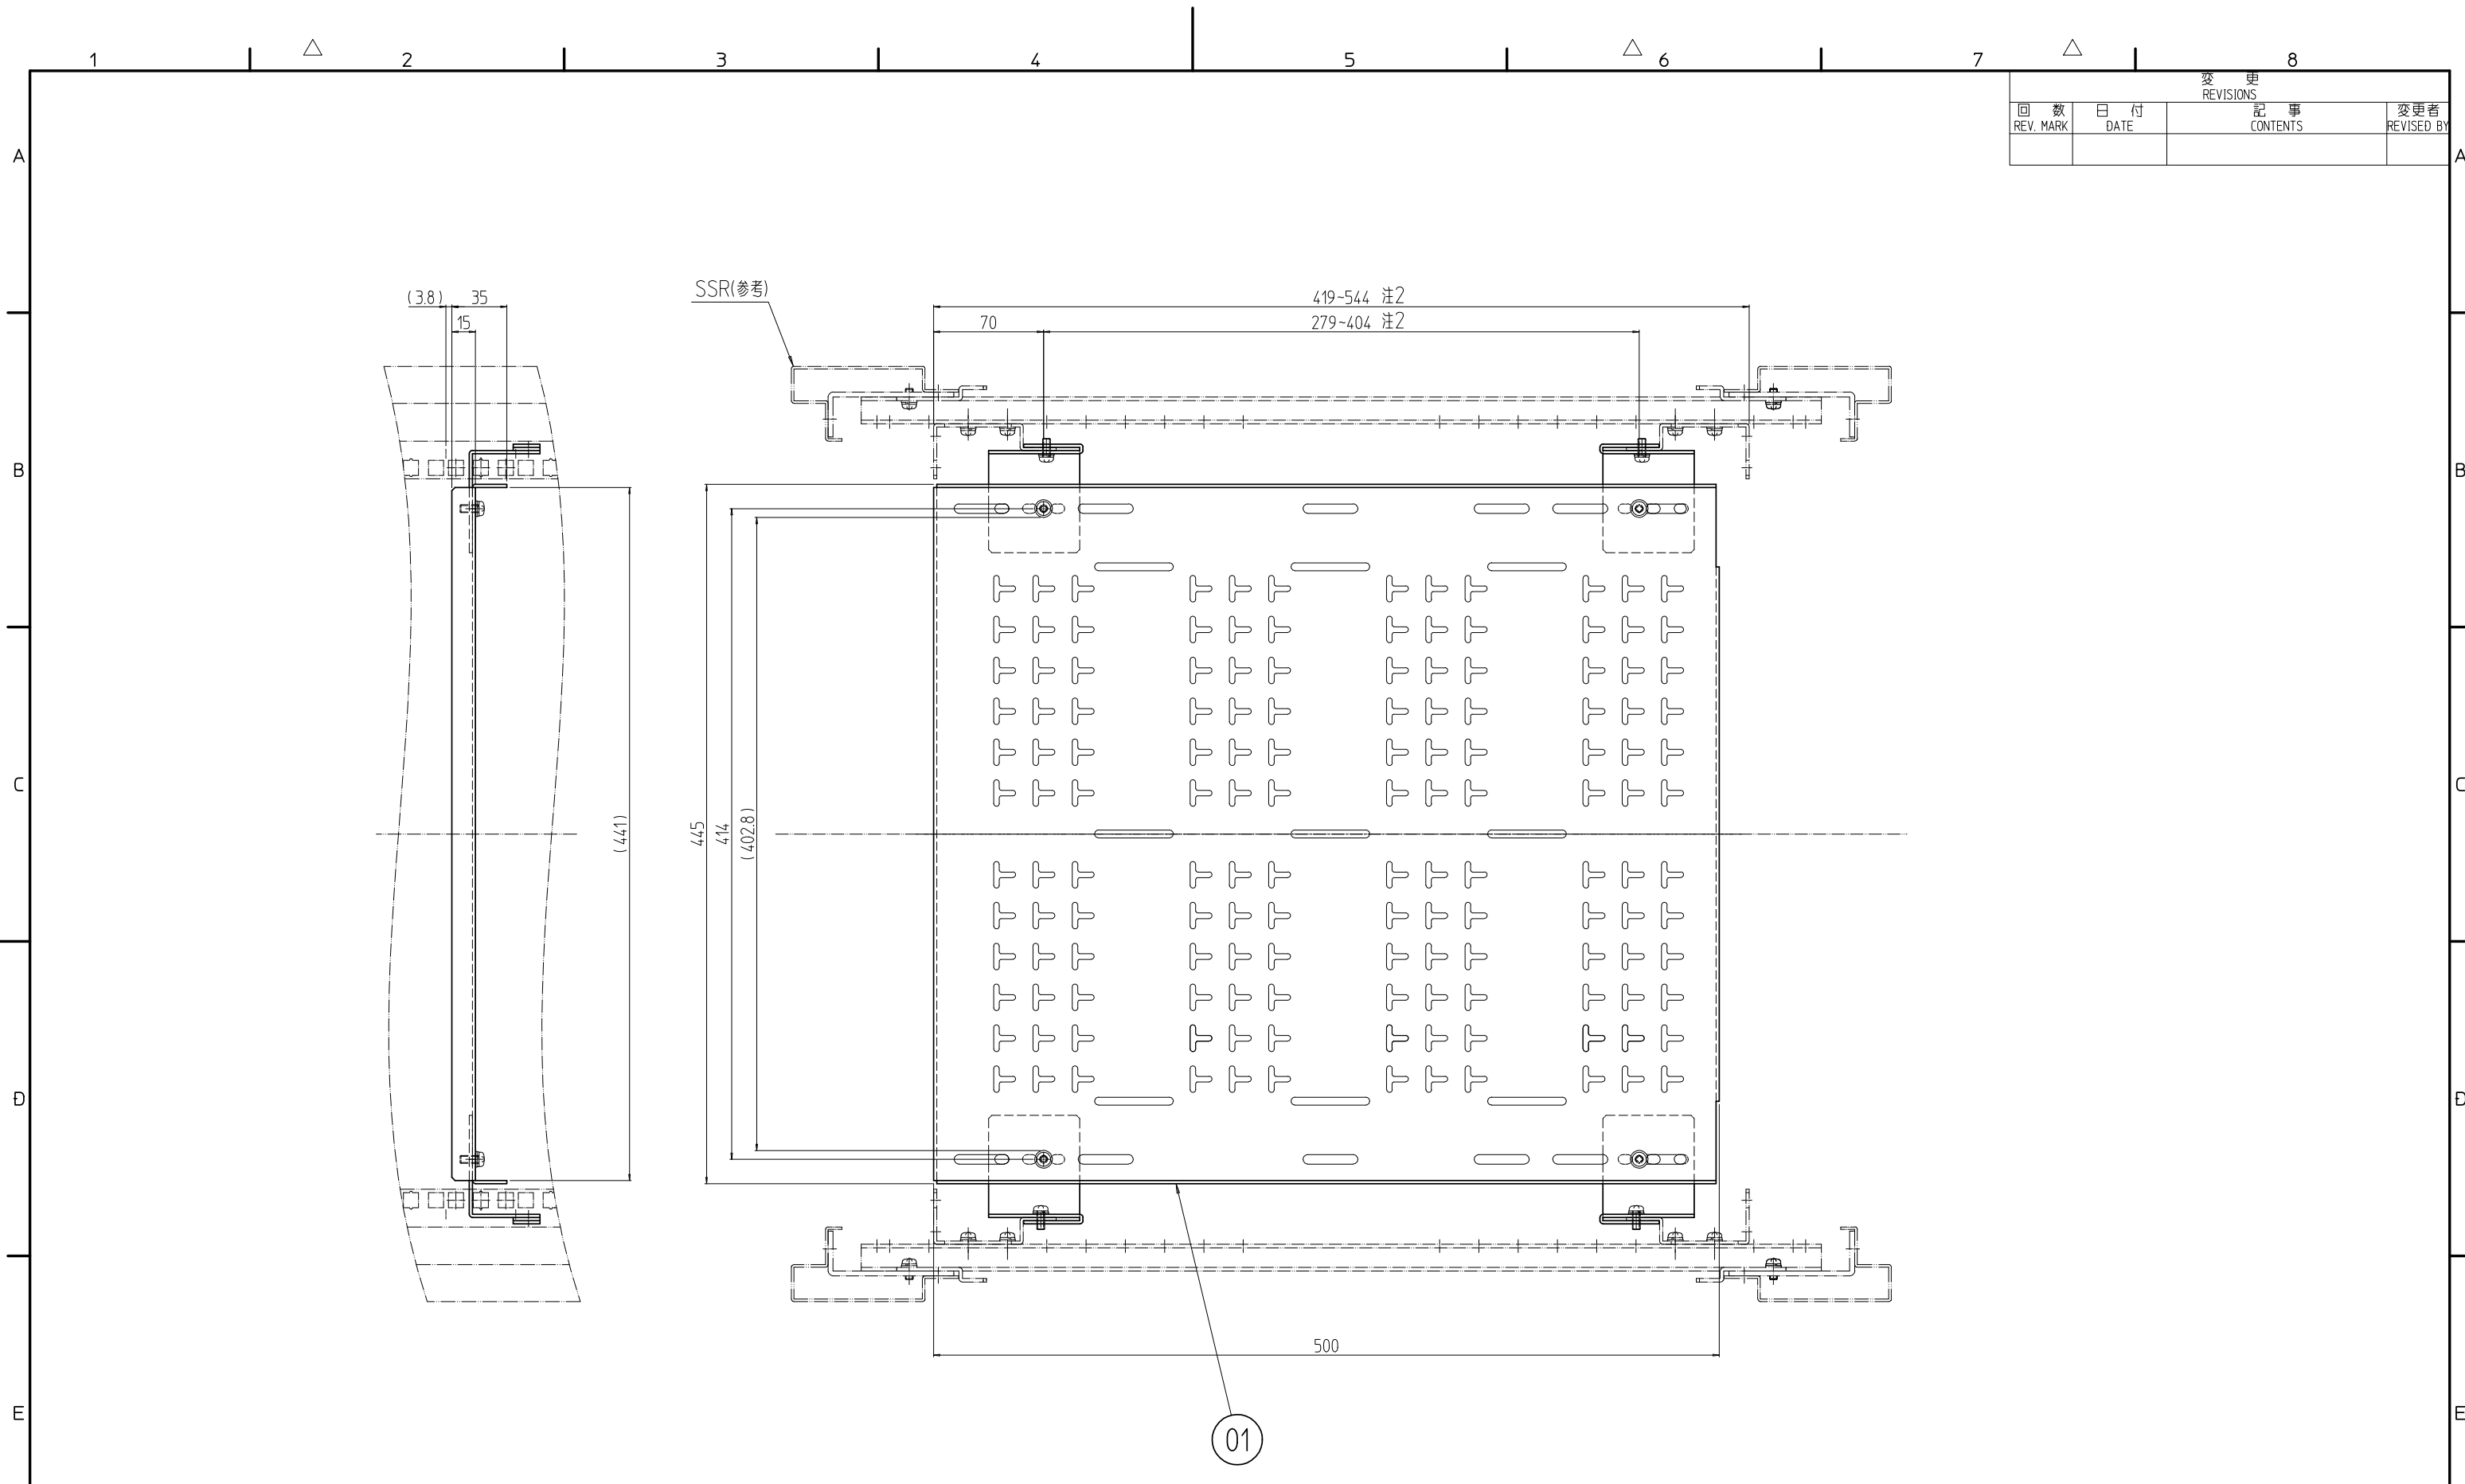 1 2 3 4 5 6 7 8
変 更
REVISIONS
回 数 日 付 記 事 変更者
REV. MARK DATE CONTENTS REVISED BY
A A
SSR(参考)
(3.8) 35
419~544 注2
15
70
279~404 注2
B B
C C
(441)
445
414
(402.8)
D D
500
E E
01